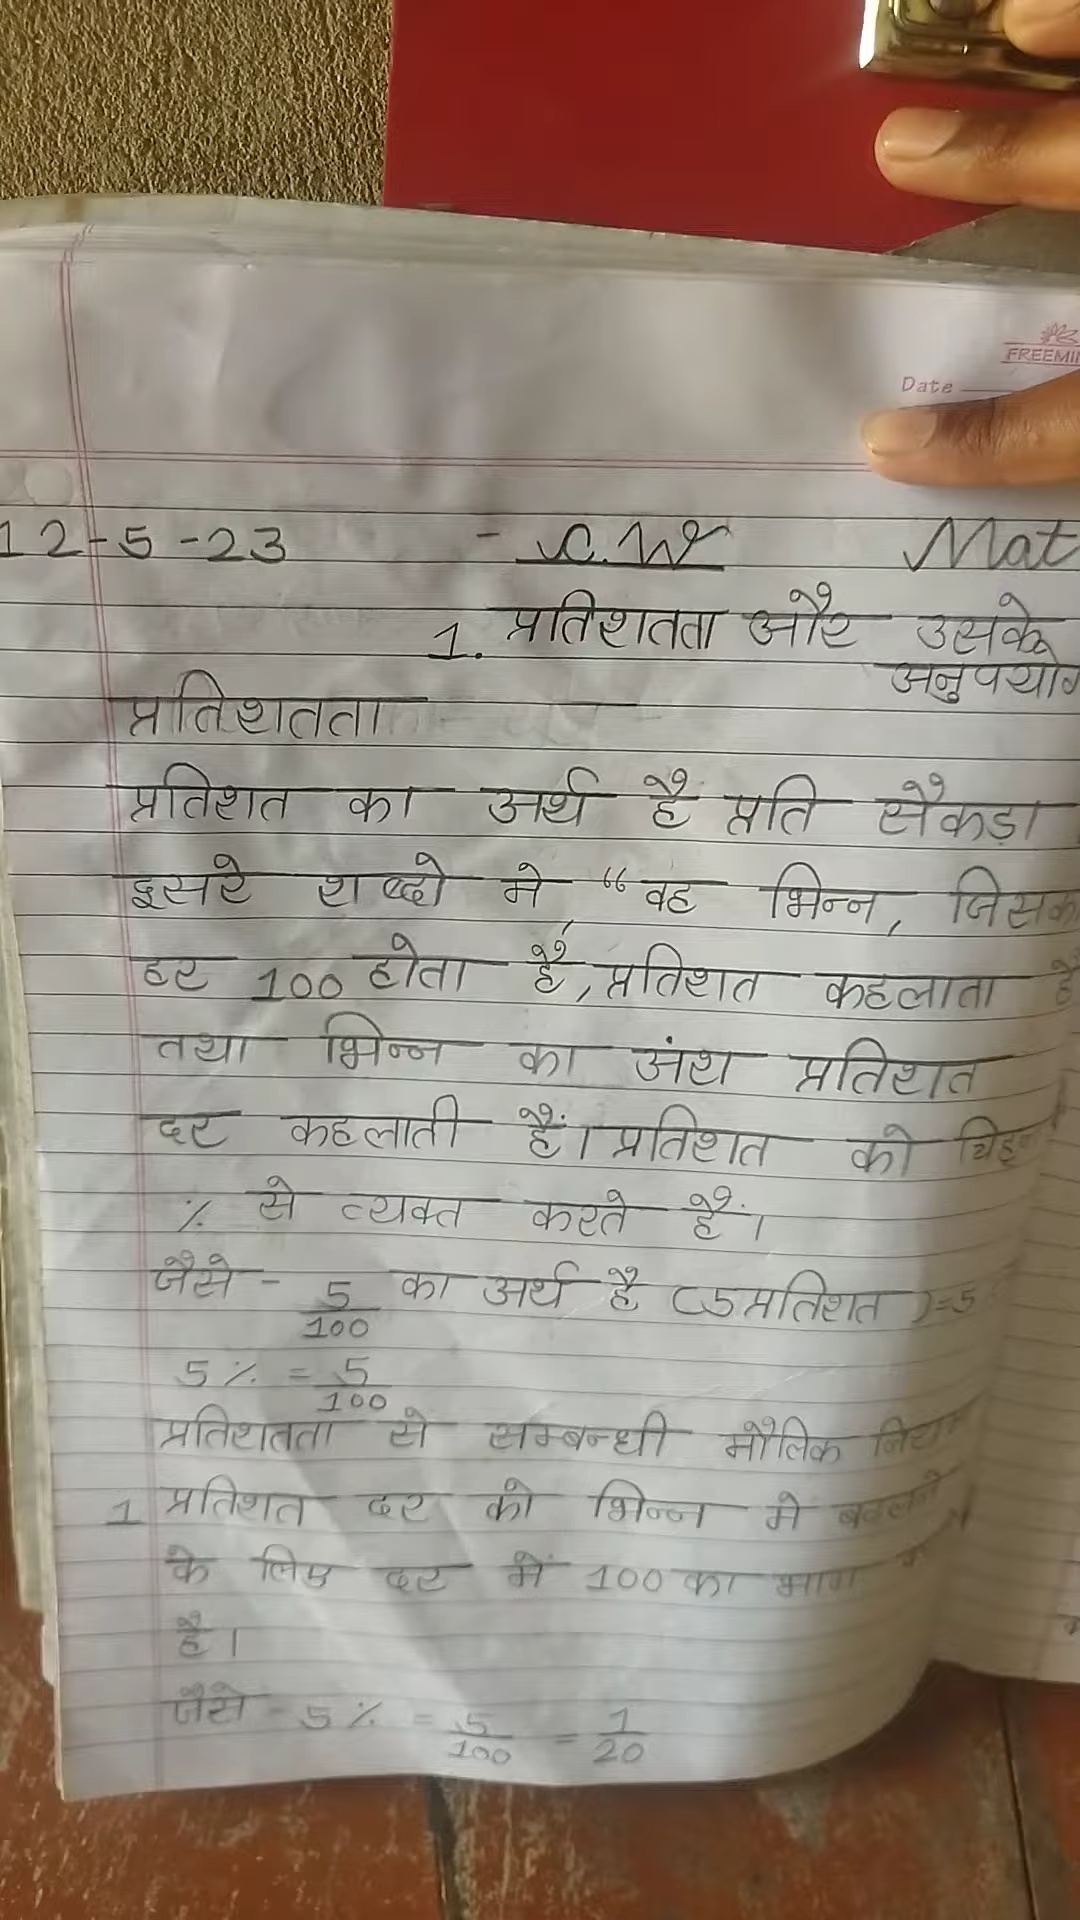 FREEMI
Date
12-5-23 - C.W Mat
1. प्रतिशतता और उसके
अनुपयोग
प्रतिशतता
प्रतिशत का अर्थ है प्रति सैकड़ा
इसरे शब्दो मे, “वह भिन्न, जिसक
हर 100 होता है, प्रतिशत कहलाता है
तथा भिन्न का अंश प्रतिशत
दर कहलाती हैं। प्रतिशत को
% से व्यक्त करते हैं।
जैसे - 5/100 का अर्थ है (5 प्रतिशत) = 5
5% = 5/100
प्रतिशतता से सम्बन्धी मौलिक
1 प्रतिशत दर को भिन्न मे बदलने
के लिए दर में 100 का भाग
है।
जैसे - 5% = 5/100 = 1/20